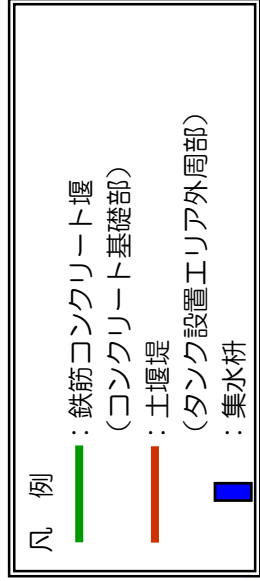 凡　例
：鉄筋コンクリート堰
（コンクリート基礎部）
：土堰堤
（タンク設置エリア外周部）
：集水枡